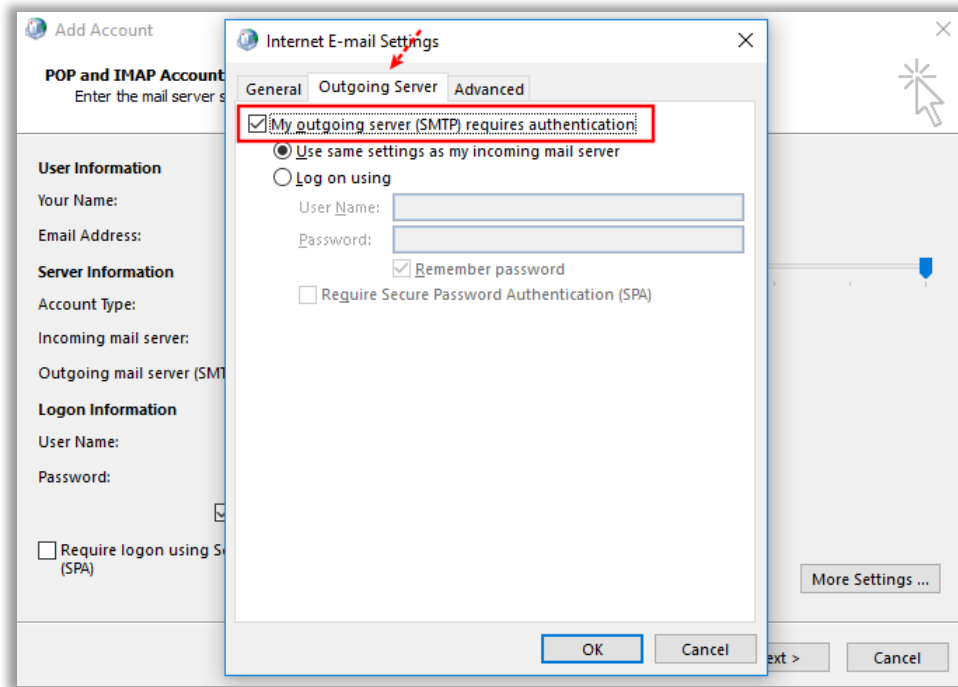 Add Account
POP and IMAP Account
Enter the mail server s
User Information
Your Name:
Email Address:
Server Information
Account Type:
Incoming mail server:
Outgoing mail server (SMT
Logon Information
User Name:
Password:
Require logon using S
(SPA)
Internet E-mail Settings
General Outgoing Server Advanced
My outgoing server (SMTP) requires authentication
Use same settings as my incoming mail server
Log on using
User Name:
Password:
Remember password
Require Secure Password Authentication (SPA)
OK Cancel
More Settings ...
ext > Cancel